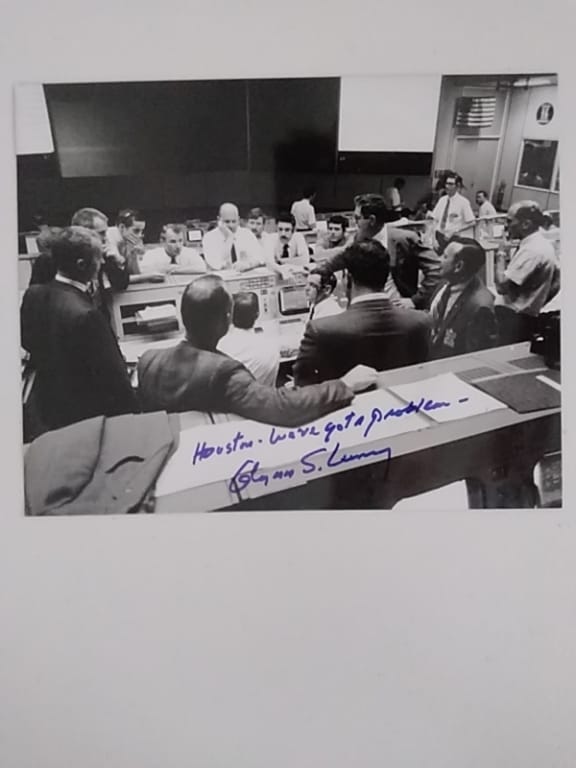 Houston - we've got a problem -
Glynn S. Lunney